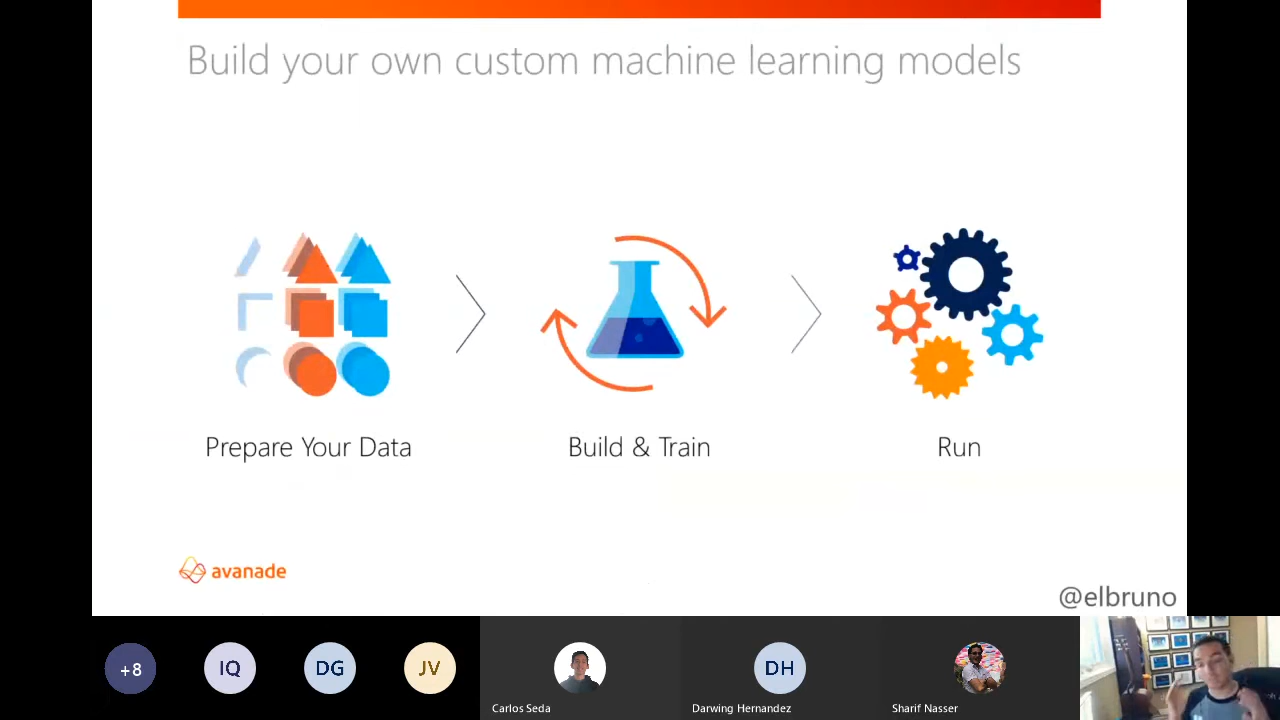 Build your own custom machine learning models
Prepare Your Data
Build & Train
Run
avanade
@elbruno
+8
IQ
DG
JV
DH
Carlos Seda
Darwing Hernandez
Sharif Nasser